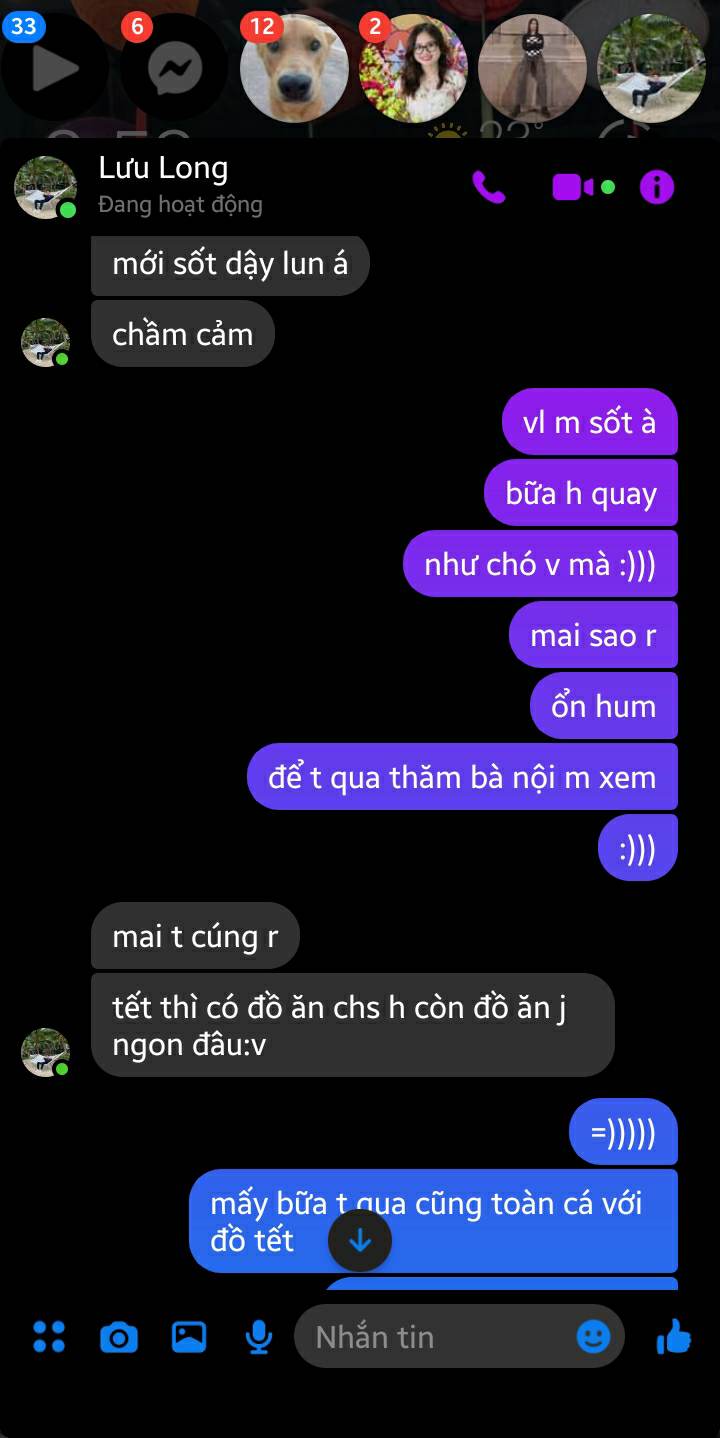 33
6
12
2
Lưu Long
Đang hoạt động
mới sốt dậy lun á
chầm cảm
vl m sốt à
bữa h quay
như chó v mà :)))
mai sao r
ổn hum
để t qua thăm bà nội m xem
:)))
mai t cúng r
tết thì có đồ ăn chs h còn đồ ăn j
ngon đâu:v
=)))))
mấy bữa t qua cũng toàn cá với
đồ tết
Nhắn tin